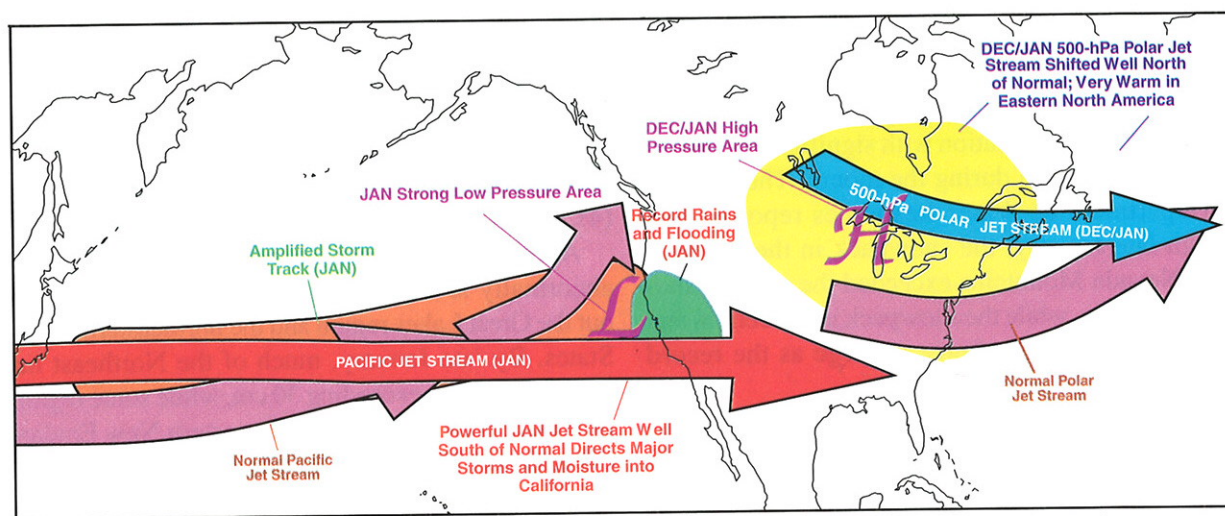 DEC/JAN 500-hPa Polar Jet
Stream Shifted Well North
of Normal; Very Warm in
Eastern North America
DEC/JAN High
Pressure Area
JAN Strong Low Pressure Area
500-hPa POLAR JET STREAM (DEC/JAN)
H
Record Rains
and Flooding
(JAN)
Amplified Storm
Track (JAN)
L
PACIFIC JET STREAM (JAN)
Normal Polar
Jet Stream
Powerful JAN Jet Stream Well
South of Normal Directs Major
Storms and Moisture into
California
Normal Pacific
Jet Stream